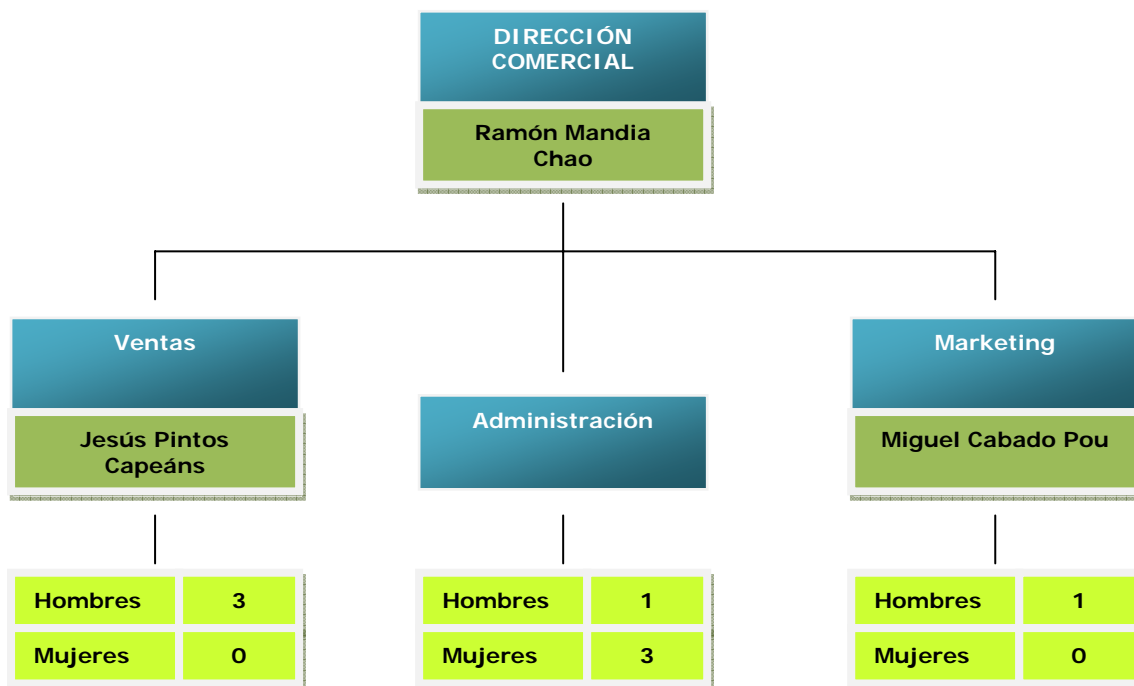 DIRECCIÓN
COMERCIAL
Ramón Mandia
Chao
Ventas
Jesús Pintos
Capeáns
Administración
Marketing
Miguel Cabado Pou
Hombres 3
Mujeres 0
Hombres 1
Mujeres 3
Hombres 1
Mujeres 0